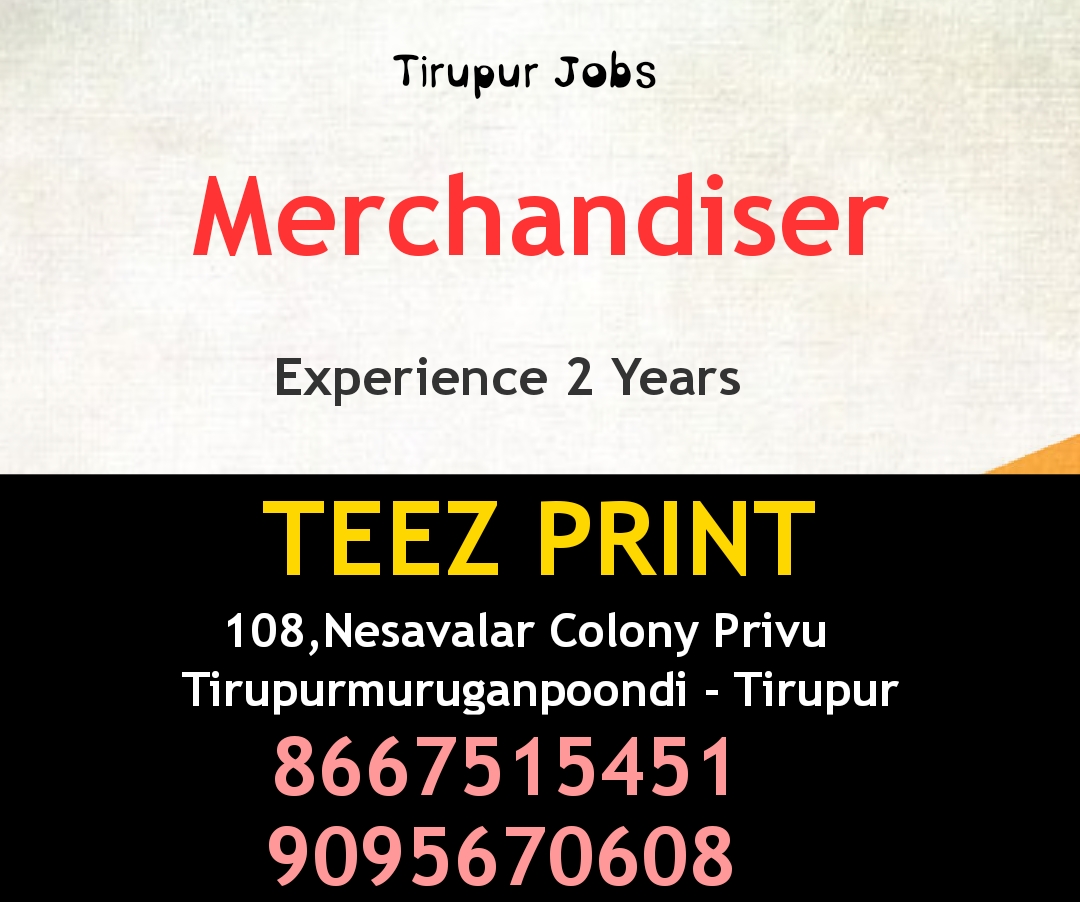 Tirupur Jobs
Merchandiser
Experience 2 Years
TEEZ PRINT
108,Nesavalar Colony Privu
Tirupurmuruganpoondi - Tirupur
8667515451
9095670608